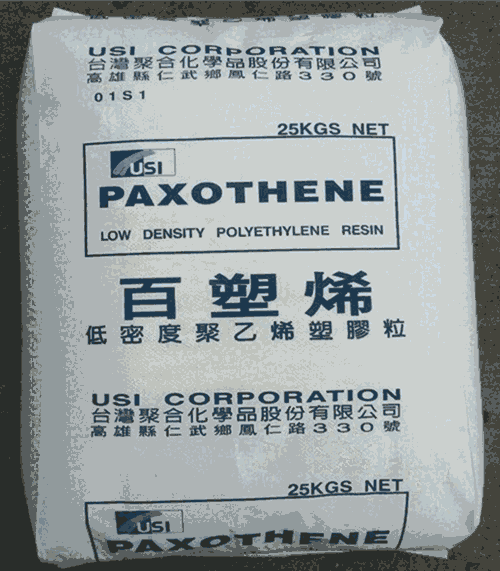 USI CORPORATION
台灣聚合化學品股份有限公司
高雄縣仁武鄉鳳仁路330號
01S1
25KGS NET
USI
PAXOTHENE
LOW DENSITY POLYETHYLENE RESIN
百塑烯
低密度聚乙烯塑膠粒
USI CORPORATION
台灣聚合化學品股份有限公司
高雄縣仁武鄉鳳仁路330號
25KGS NET
USI
PAXOTHENE